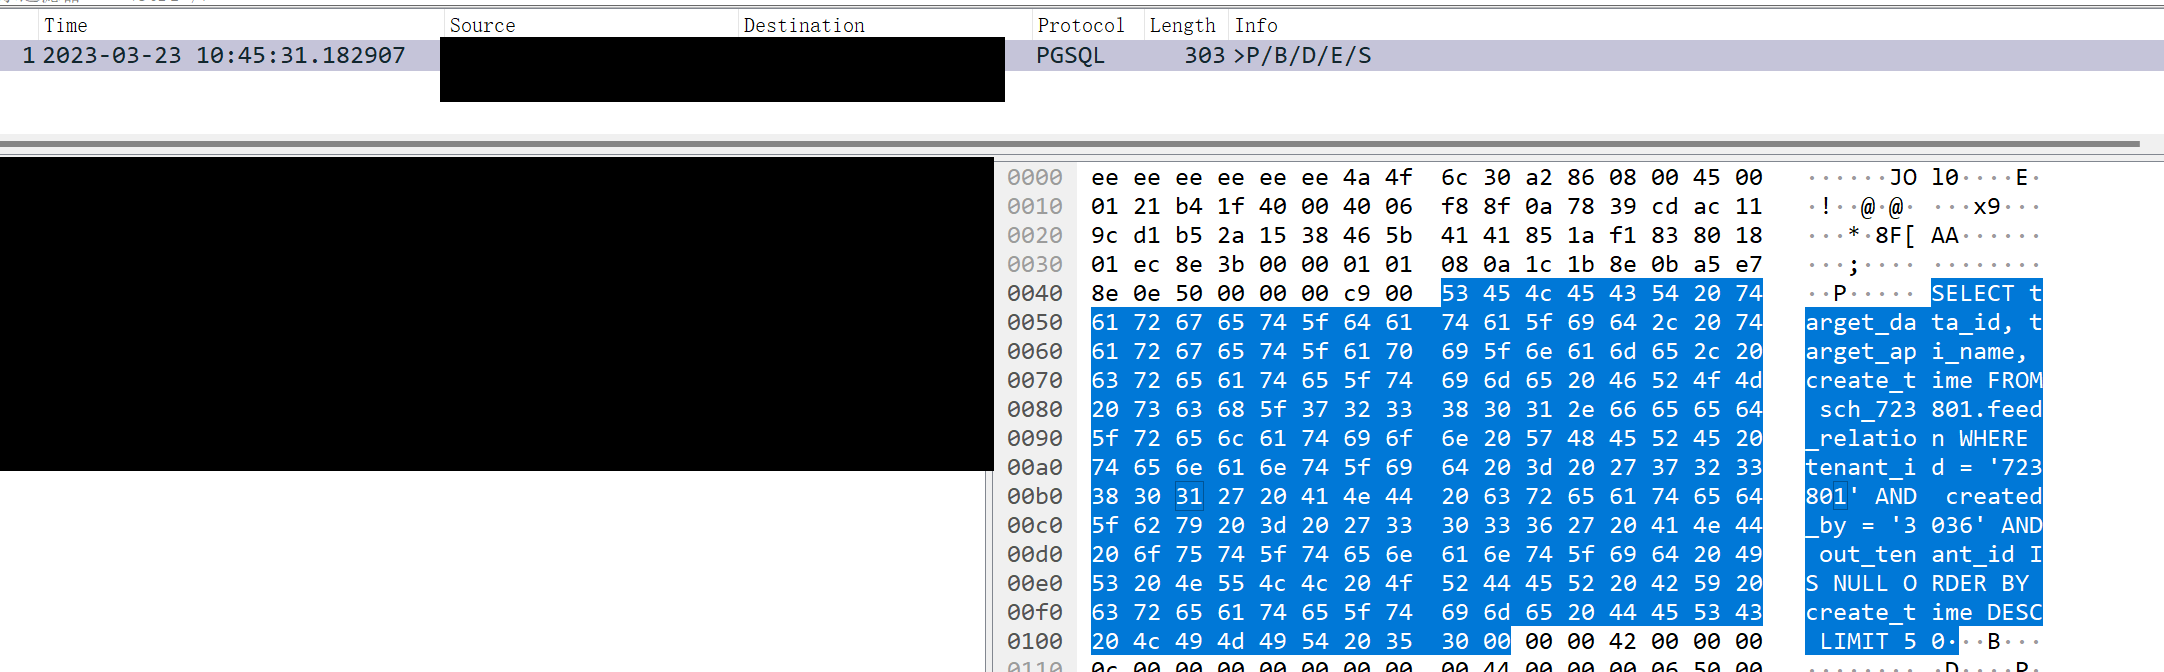 Time Source Destination Protocol Length Info
1 2023-03-23 10:45:31.182907 PGSQL 303 >P/B/D/E/S
0000 ee ee ee ee ee ee 4a 4f 6c 30 a2 86 08 00 45 00 ······JO l0····E·
0010 01 21 b4 1f 40 00 40 06 f8 8f 0a 78 39 cd ac 11 ·!··@·@· ···x9···
0020 9c d1 b5 2a 15 38 46 5b 41 41 85 1a f1 83 80 18 ···*·8F[ AA······
0030 01 ec 8e 3b 00 00 01 01 08 0a 1c 1b 8e 0b a5 e7 ···;···· ········
0040 8e 0e 50 00 00 00 c9 00 53 45 4c 45 43 54 20 74 ··P····· SELECT t
0050 61 72 67 65 74 5f 64 61 74 61 5f 69 64 2c 20 74 arget_da ta_id, t
0060 61 72 67 65 74 5f 61 70 69 5f 6e 61 6d 65 2c 20 arget_ap i_name,
0070 63 72 65 61 74 65 5f 74 69 6d 65 20 46 52 4f 4d create_t ime FROM
0080 20 73 63 68 5f 37 32 33 38 30 31 2e 66 65 65 64 sch_723 801.feed
0090 5f 72 65 6c 61 74 69 6f 6e 20 57 48 45 52 45 20 _relatio n WHERE
00a0 74 65 6e 61 6e 74 5f 69 64 20 3d 20 27 37 32 33 tenant_i d = '723
00b0 38 30 31 27 20 41 4e 44 20 63 72 65 61 74 65 64 801' AND created
00c0 5f 62 79 20 3d 20 27 33 30 33 36 27 20 41 4e 44 _by = '3 036' AND
00d0 20 6f 75 74 5f 74 65 6e 61 6e 74 5f 69 64 20 49 out_ten ant_id I
00e0 53 20 4e 55 4c 4c 20 4f 52 44 45 52 20 42 59 20 S NULL O RDER BY
00f0 63 72 65 61 74 65 5f 74 69 6d 65 20 44 45 53 43 create_t ime DESC
0100 20 4c 49 4d 49 54 20 35 30 00 00 00 42 00 00 00 LIMIT 5 0···B···
0110 0c 00 00 00 00 00 00 00 00 44 00 00 00 06 50 00 ········ ·D····P·